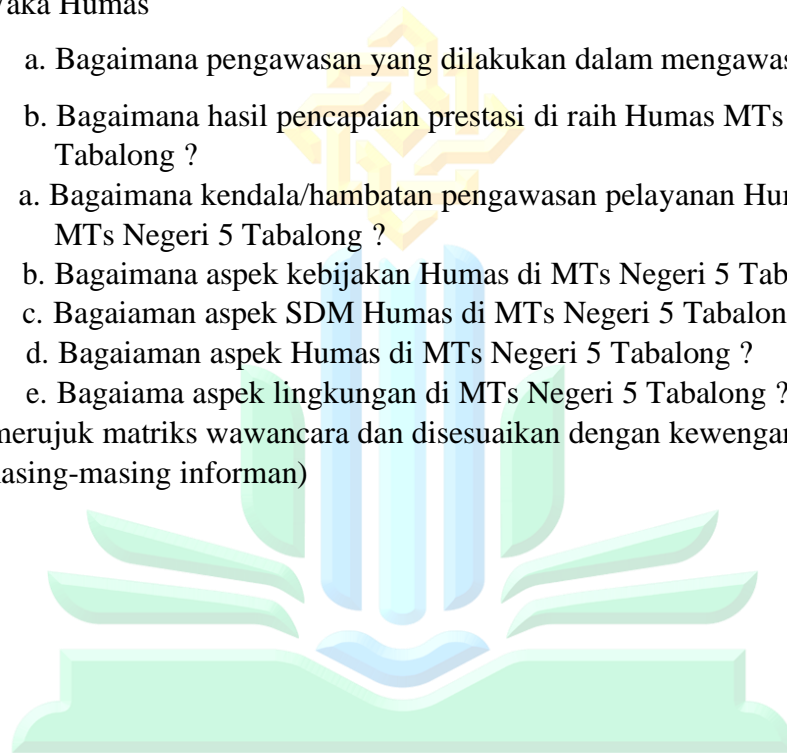 aka Humas
a. Bagaimana pengawasan yang dilakukan dalam mengawas
b. Bagaimana hasil pencapaian prestasi di raih Humas MTs
Tabalong ?
a. Bagaimana kendala/hambatan pengawasan pelayanan Hu
MTs Negeri 5 Tabalong ?
b. Bagaimana aspek kebijakan Humas di MTs Negeri 5 Tab
c. Bagaiaman aspek SDM Humas di MTs Negeri 5 Tabalon
d. Bagaiaman aspek Humas di MTs Negeri 5 Tabalong ?
e. Bagaiama aspek lingkungan di MTs Negeri 5 Tabalong ?
merujuk matriks wawancara dan disesuaikan dengan kewengan
asing-masing informan)